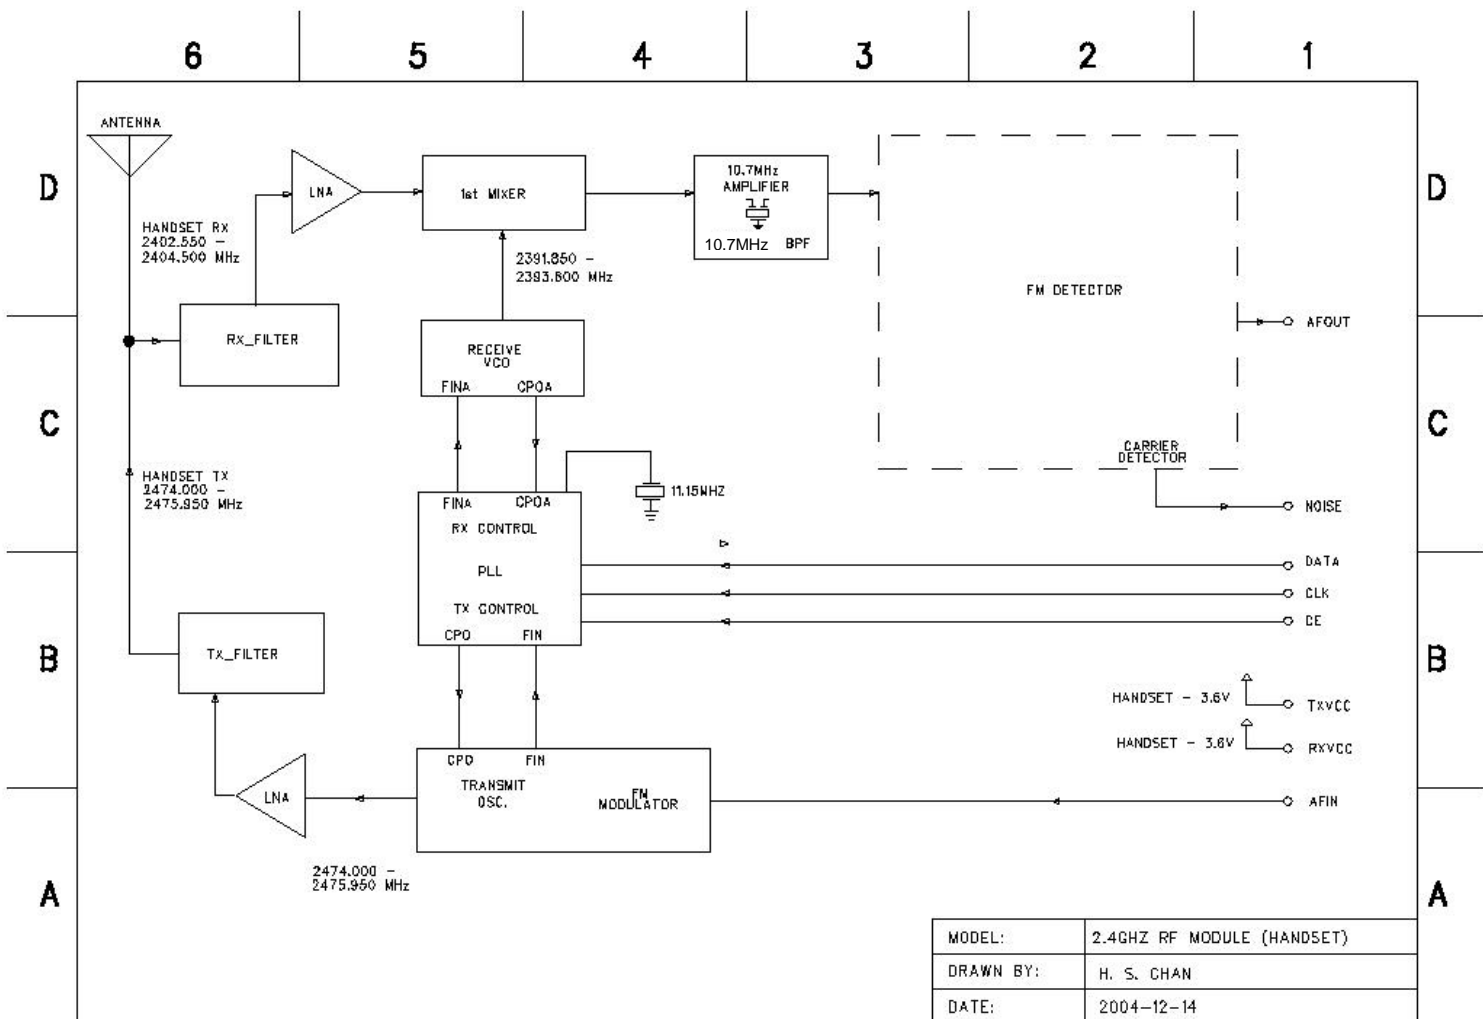 6 5 4 3 2 1
ANTENNA
D
D
LNA
1st MIXER
10.7MHz
AMPLIFIER
10.7MHz BPF
HANDSET RX
2402.550 -
2404.500 MHz
2391.850 -
2393.800 MHz
FM DETECTOR
RX_FILTER
RECEIVE
VCO
FINA CPOA
AFOUT
C
C
CARRIER
DETECTOR
HANDSET TX
2474.000 -
2475.950 MHz
11.15MHZ
FINA CPOA
RX CONTROL
NOISE
PLL
DATA
TX CONTROL
CLK
CPO FIN
CE
B
B
TX_FILTER
HANDSET - 3.6V
TXVCC
HANDSET - 3.6V
RXVCC
CPO FIN
TRANSMIT
OSC.
FM
MODULATOR
LNA
AFIN
2474.000 -
2475.950 MHz
A
A
MODEL: 2.4GHZ RF MODULE (HANDSET)
DRAWN BY: H. S. CHAN
DATE: 2004-12-14